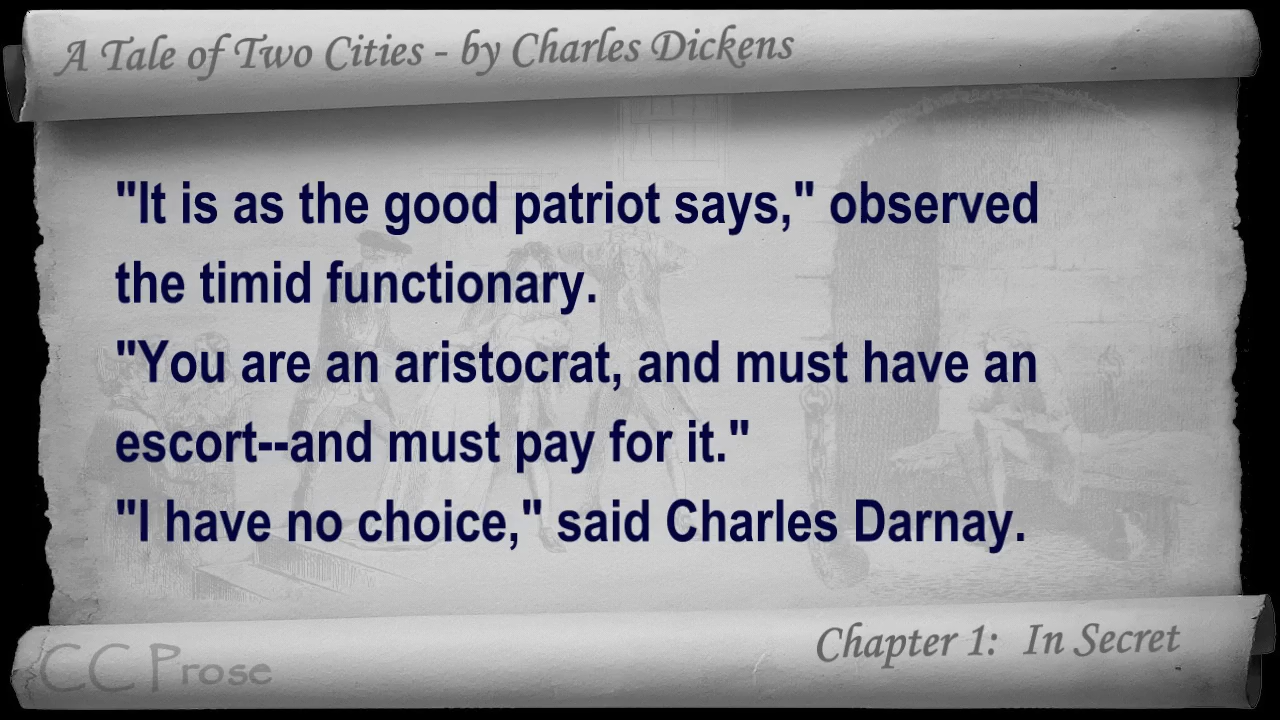 A Tale of Two Cities - by Charles Dickens
"It is as the good patriot says," observed
the timid functionary.
"You are an aristocrat, and must have an
escort--and must pay for it."
"I have no choice," said Charles Darnay.
Chapter 1: In Secret
CC Prose